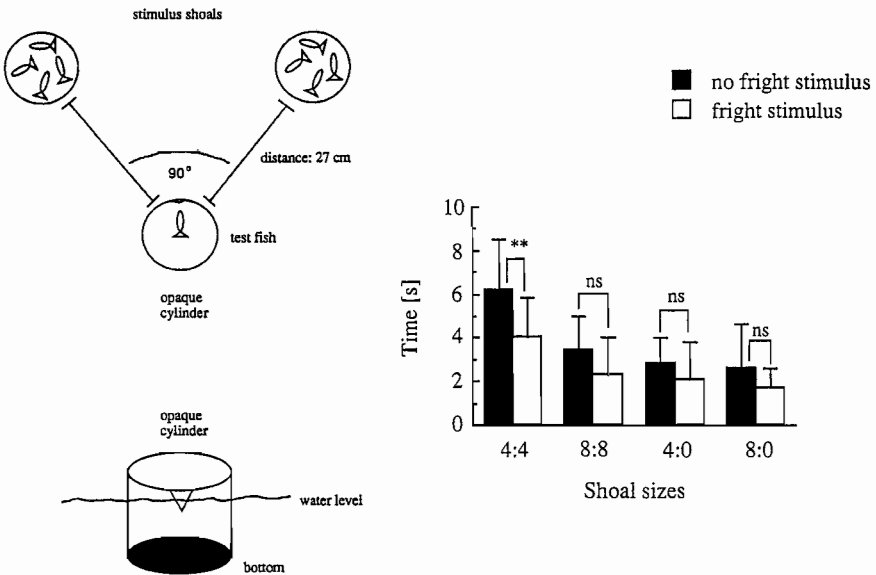 stimulus shoals
distance: 27 cm
90°
test fish
opaque
cylinder
opaque
cylinder
water level
bottom
no fright stimulus
fright stimulus
10
8
6
4
2
0
Time [s]
**
ns
ns
ns
4:4 8:8 4:0 8:0
Shoal sizes